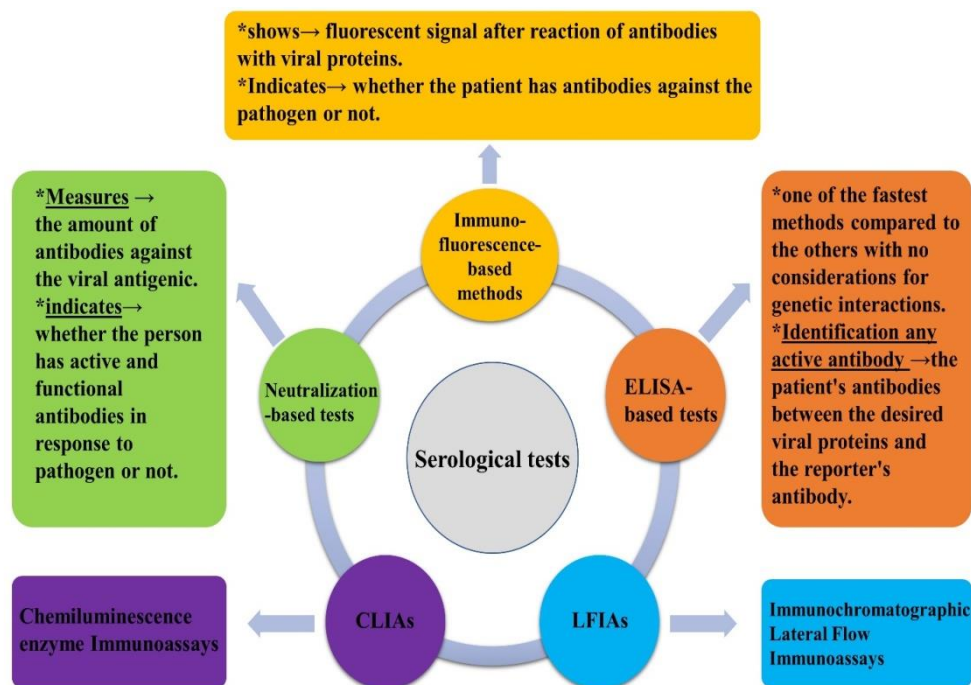 *shows→ fluorescent signal after reaction of antibodies
with viral proteins.
*Indicates→ whether the patient has antibodies against the
pathogen or not.
*Measures →
the amount of
antibodies against
the viral antigenic.
*indicates→
whether the person
has active and
functional
antibodies in
response to
pathogen or not.
Immuno-
fluorescence-
based
methods
*one of the fastest
methods compared to
the others with no
considerations for
genetic interactions.
*Identification any
active antibody →the
patient's antibodies
between the desired
viral proteins and
the reporter's
antibody.
Neutralization
-based tests
ELISA-
based tests
Serological tests
Chemiluminescence
enzyme Immunoassays
CLIAs
LFIAs
Immunochromatographic
Lateral Flow
Immunoassays